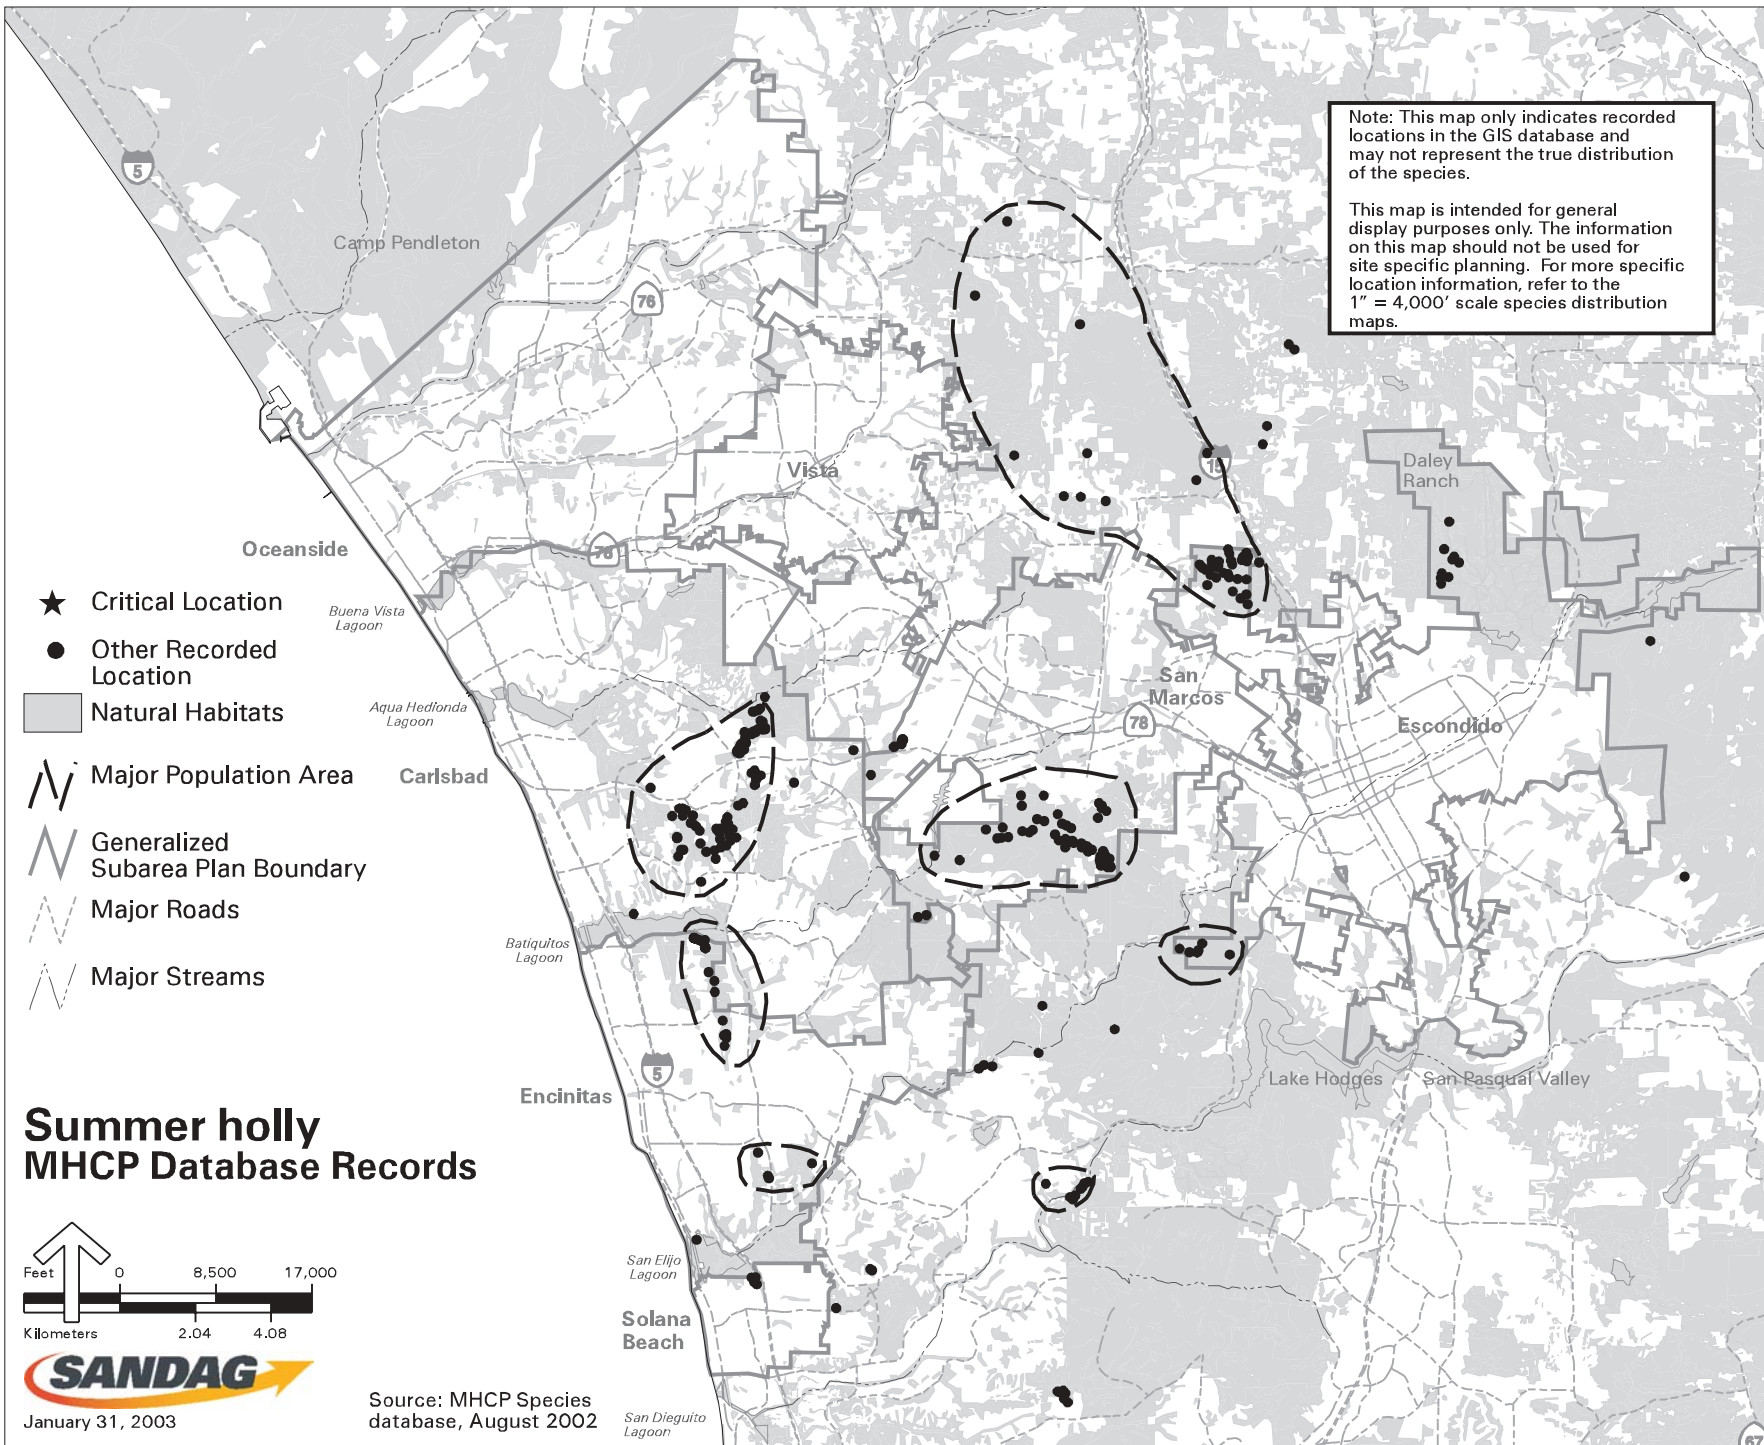 Note: This map only indicates recorded
locations in the GIS database and
may not represent the true distribution
of the species.
This map is intended for general
display purposes only. The information
on this map should not be used for
site specific planning. For more specific
location information, refer to the
1" = 4,000' scale species distribution
maps.
5
Camp Pendleton
76
Vista
15
Daley
Ranch
Oceanside
78
Critical Location
Buena Vista
Lagoon
Other Recorded
Location
San
Marcos
Natural Habitats
Aqua Hedionda
Lagoon
78
Escondido
Major Population Area
Carlsbad
Generalized
Subarea Plan Boundary
Major Roads
Batiquitos
Lagoon
Major Streams
5
Lake Hodges
San Pasqual Valley
Encinitas
Summer holly
MHCP Database Records
San Elijo
Lagoon
Feet 0 8,500 17,000
Kilometers 2.04 4.08
Solana
Beach
SANDAG
January 31, 2003
Source: MHCP Species
database, August 2002
San Dieguito
Lagoon
67